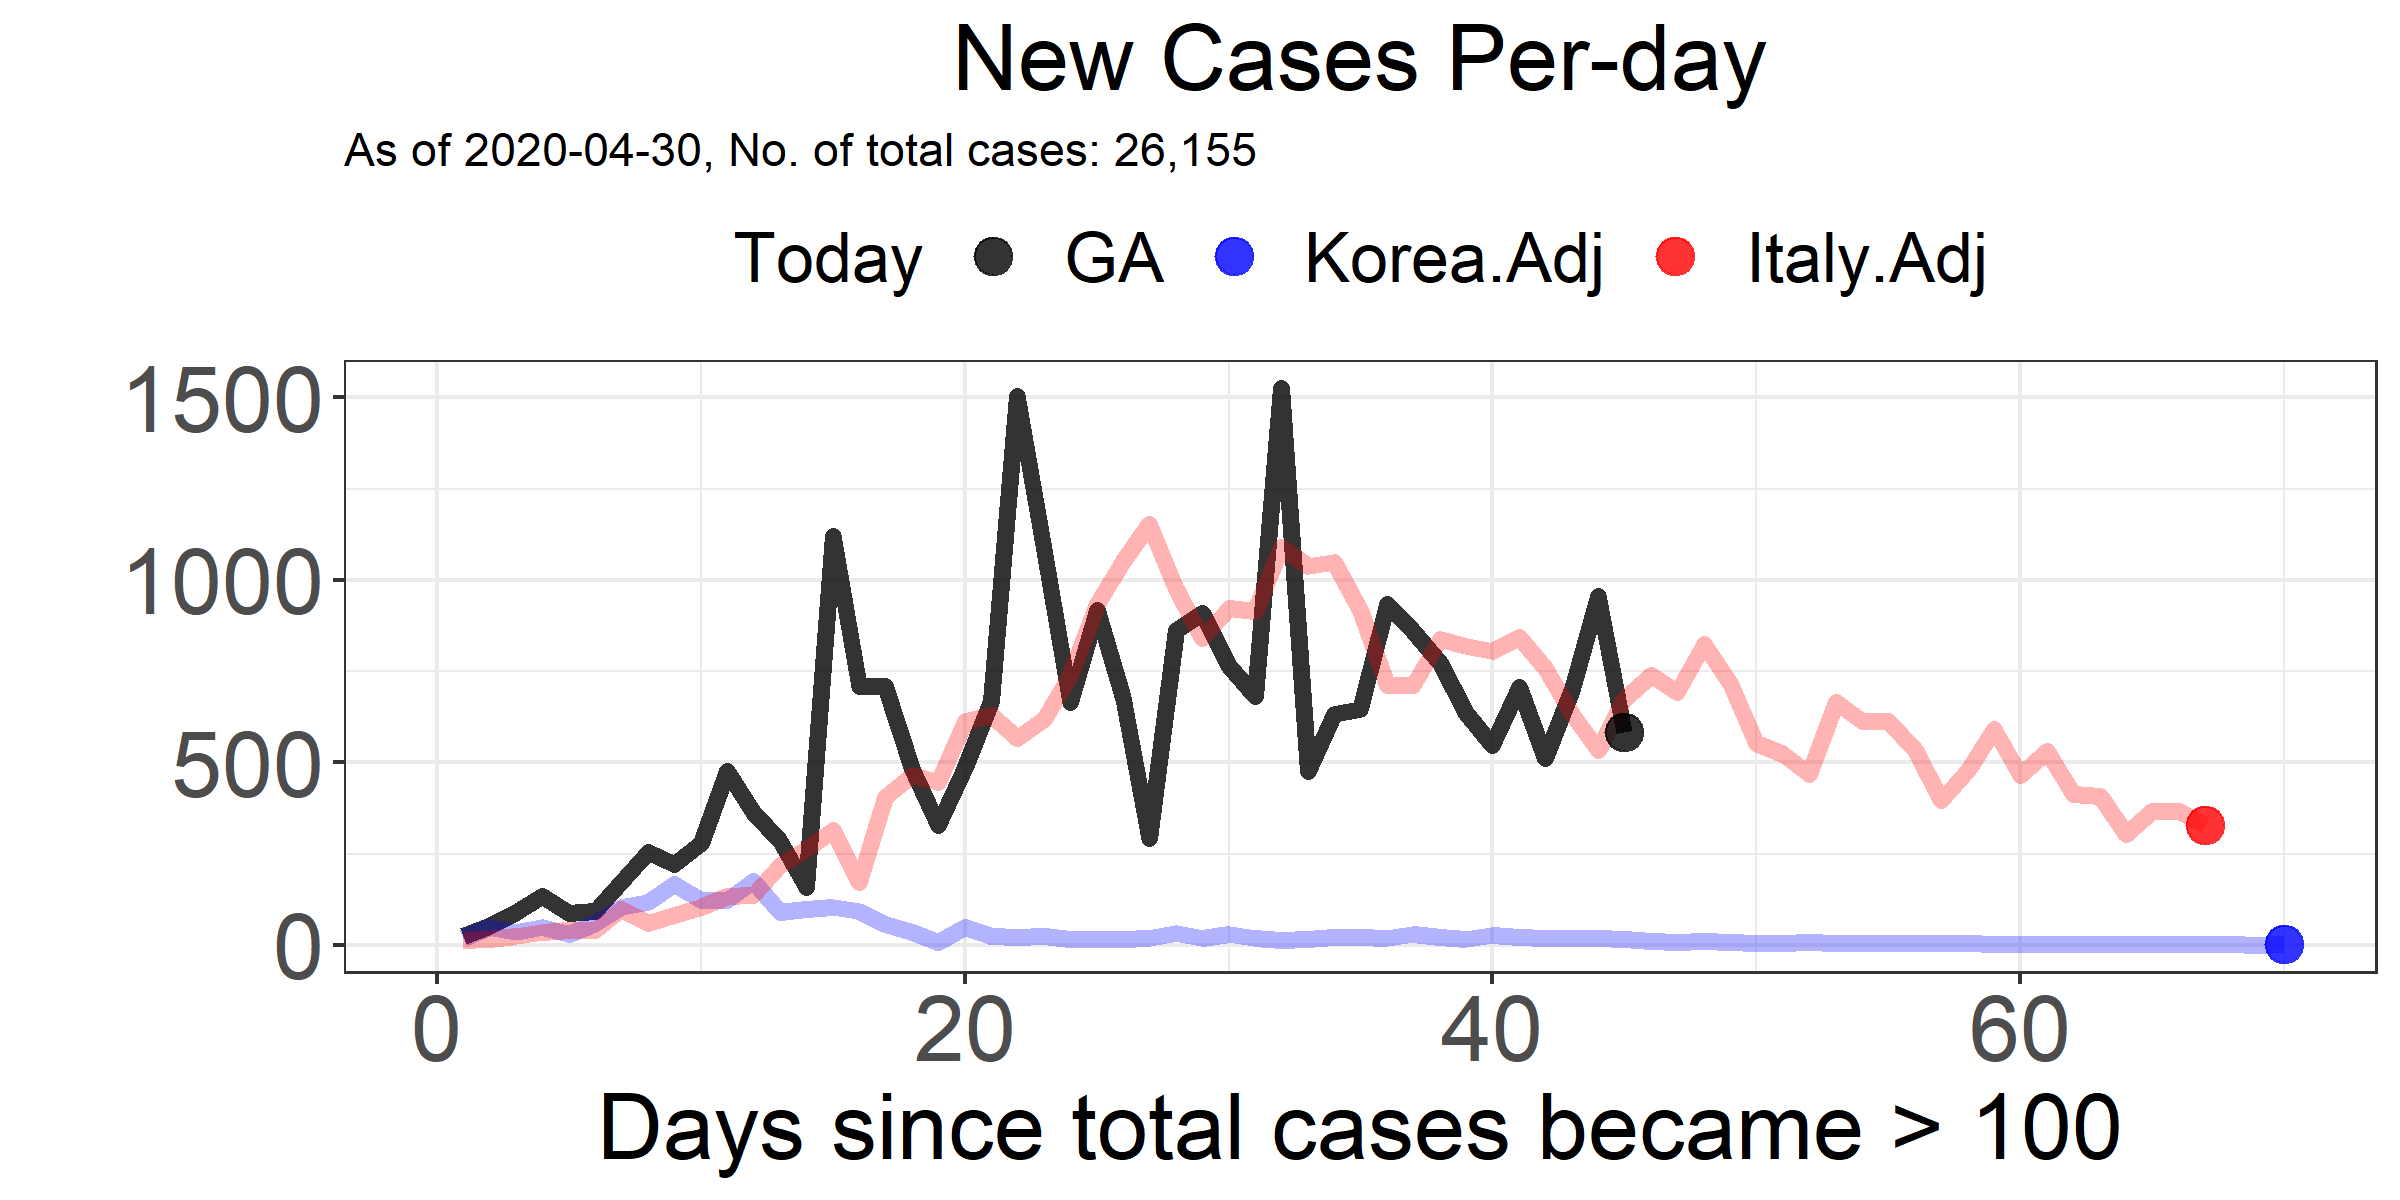 New Cases Per-day
As of 2020-04-30, No. of total cases: 26,155
Today GA Korea.Adj Italy.Adj
1500
1000
500
0
0 20 40 60
Days since total cases became > 100